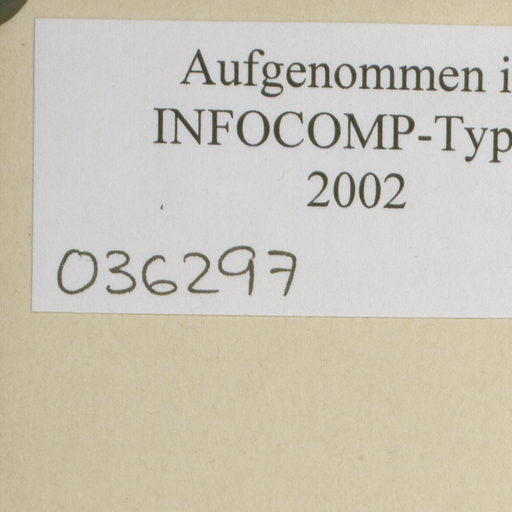 Aufgenommen i
INFOCOMP-Typ
2002
036297